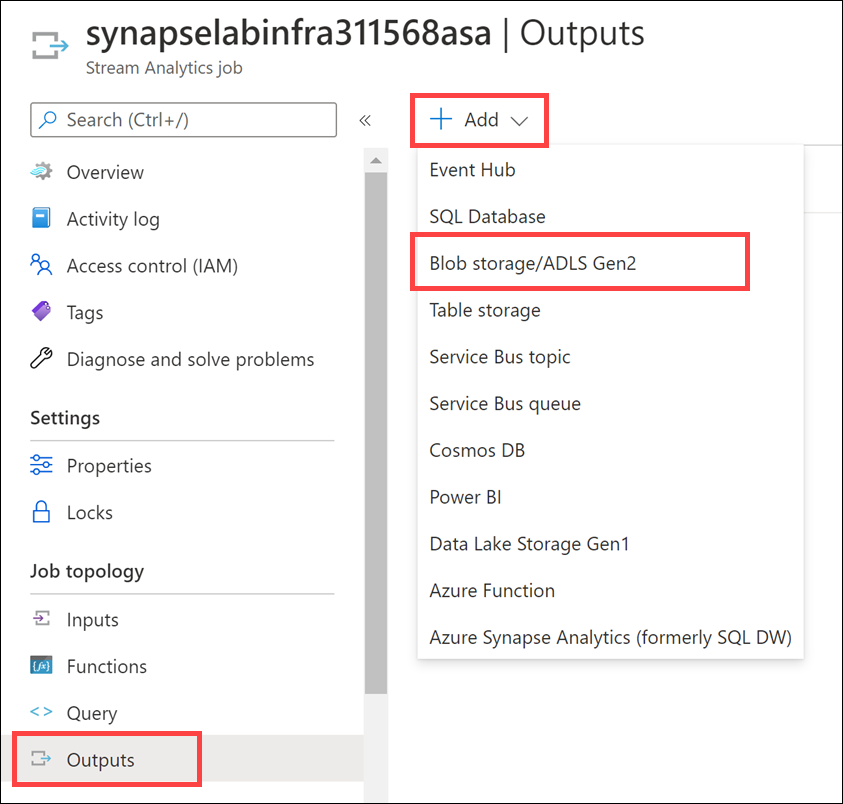 synapselabinfra311568asa | Outputs
Stream Analytics job
Search (Ctrl+/)
«
Overview
Activity log
Access control (IAM)
Tags
Diagnose and solve problems
Settings
Properties
Locks
Job topology
Inputs
Functions
Query
Outputs
Add
Event Hub
SQL Database
Blob storage/ADLS Gen2
Table storage
Service Bus topic
Service Bus queue
Cosmos DB
Power BI
Data Lake Storage Gen1
Azure Function
Azure Synapse Analytics (formerly SQL DW)